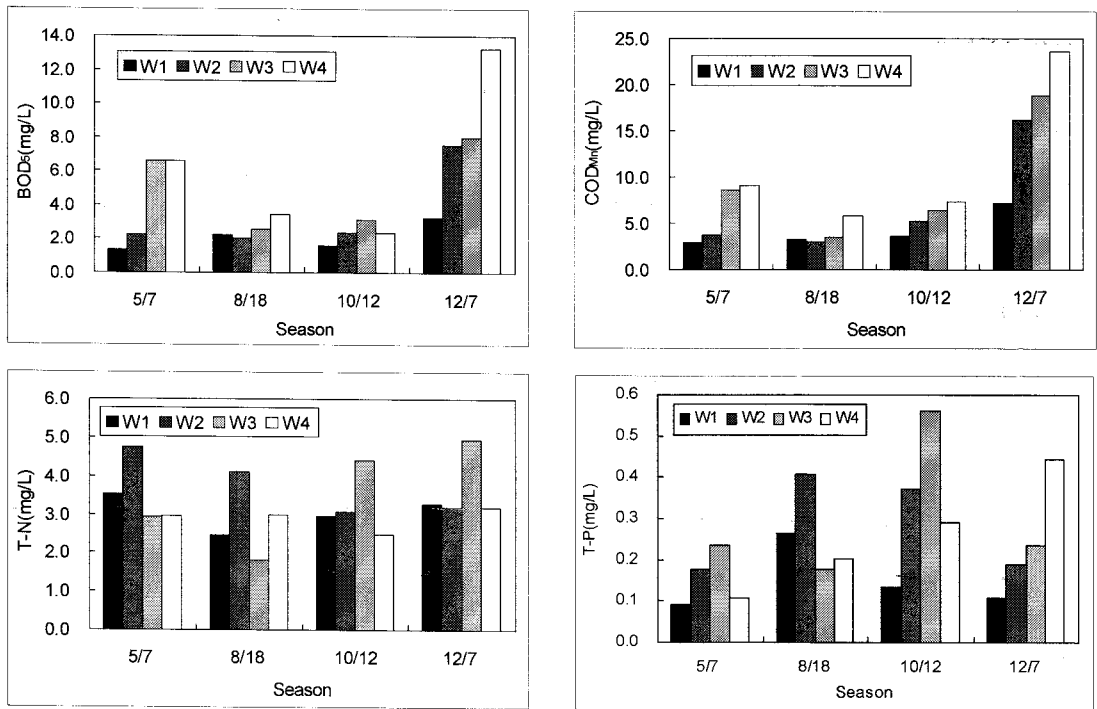 14.0
12.0
10.0
8.0
6.0
4.0
2.0
0.0
BOD5(mg/L)
W1 W2 W3 W4
5/7 8/18 10/12 12/7
Season
25.0
20.0
15.0
10.0
5.0
0.0
CODMn(mg/L)
W1 W2 W3 W4
5/7 8/18 10/12 12/7
Season
6.0
5.0
4.0
3.0
2.0
1.0
0.0
T-N(mg/L)
W1 W2 W3 W4
5/7 8/18 10/12 12/7
Season
0.6
0.5
0.4
0.3
0.2
0.1
0.0
T-P(mg/L)
W1 W2 W3 W4
5/7 8/18 10/12 12/7
Season